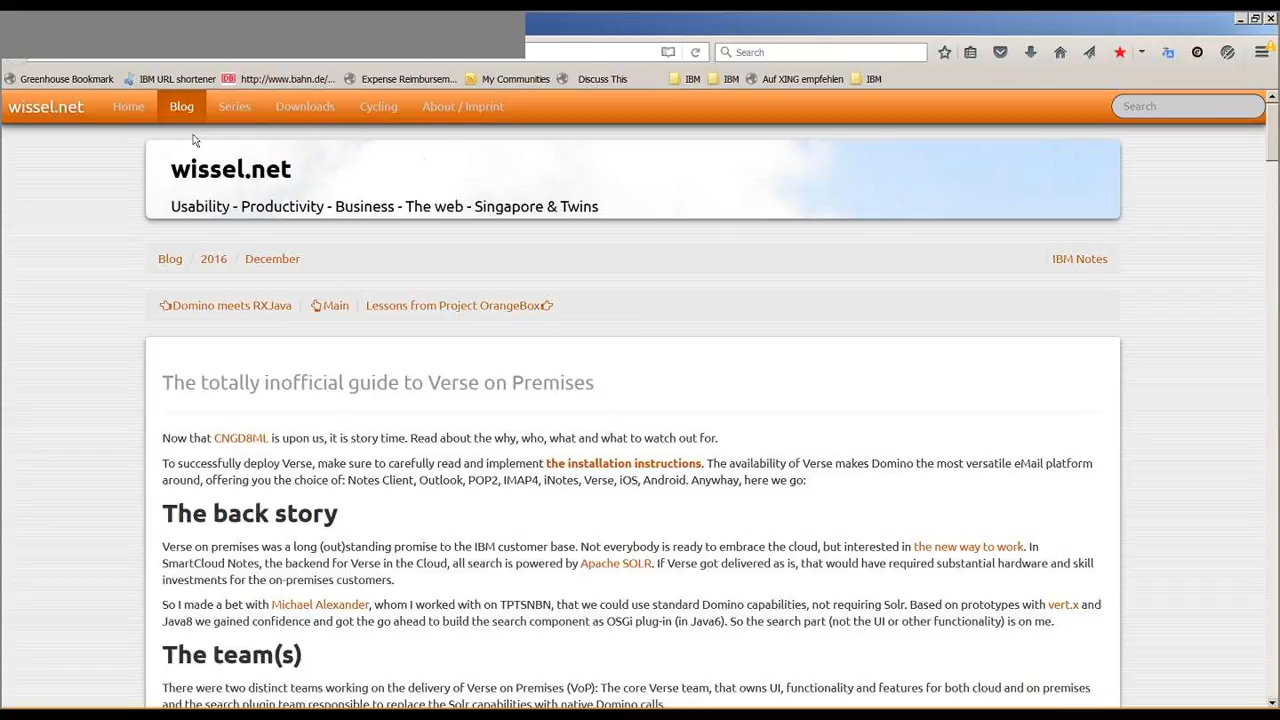 Search
Greenhouse Bookmark IBM URL shortener http://www.bahn.de/... Expense Reimbursem... My Communities Discuss This IBM IBM Auf XING empfehlen IBM
wissel.net Home Blog Series Downloads Cycling About / Imprint Search
wissel.net
Usability - Productivity - Business - The web - Singapore & Twins
Blog / 2016 / December IBM Notes
Domino meets RXJava | Main | Lessons from Project OrangeBox
The totally inofficial guide to Verse on Premises
Now that CNGD8ML is upon us, it is story time. Read about the why, who, what and what to watch out for.
To successfully deploy Verse, make sure to carefully read and implement the installation instructions. The availability of Verse makes Domino the most versatile eMail platform
around, offering you the choice of: Notes Client, Outlook, POP2, IMAP4, iNotes, Verse, iOS, Android. Anywhay, here we go:
The back story
Verse on premises was a long (out)standing promise to the IBM customer base. Not everybody is ready to embrace the cloud, but interested in the new way to work. In
SmartCloud Notes, the backend for Verse in the Cloud, all search is powered by Apache SOLR. If Verse got delivered as is, that would have required substantial hardware and skill
investments for the on-premises customers.
So I made a bet with Michael Alexander, whom I worked with on TPTSNBN, that we could use standard Domino capabilities, not requiring Solr. Based on prototypes with vert.x and
Java8 we gained confidence and got the go ahead to build the search component as OSGi plug-in (in Java6). So the search part (not the UI or other functionality) is on me.
The team(s)
There were two distinct teams working on the delivery of Verse on Premises (VoP): The core Verse team, that owns UI, functionality and features for both cloud and on premises
and the search plugin team responsible to replace the Solr capabilities with native Domino calls.